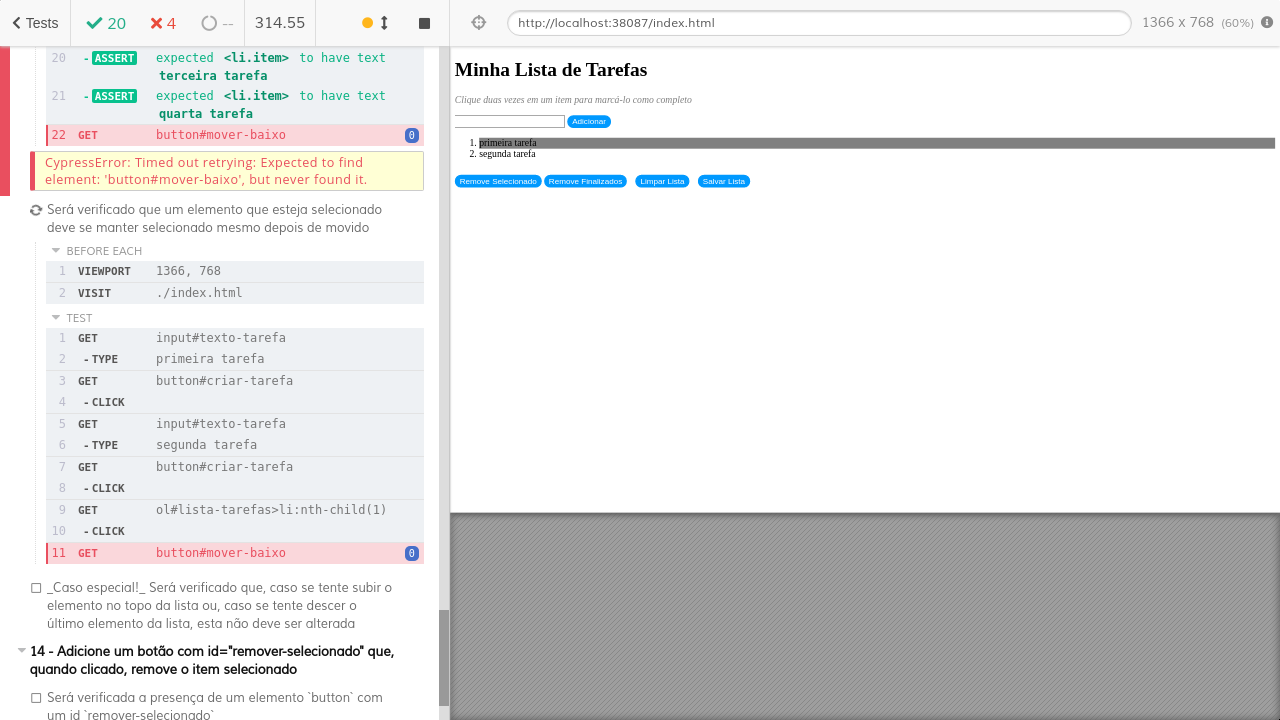 Tests
20
4
--
314.55
http://localhost:38087/index.html
1366 x 768 (60%)
20 - ASSERT expected <li.item> to have text
terceira tarefa
21 - ASSERT expected <li.item> to have text
quarta tarefa
22 GET button#mover-baixo 0
CypressError: Timed out retrying: Expected to find
element: 'button#mover-baixo', but never found it.
Será verificado que um elemento que esteja selecionado
deve se manter selecionado mesmo depois de movido
BEFORE EACH
1 VIEWPORT 1366, 768
2 VISIT ./index.html
TEST
1 GET input#texto-tarefa
2 - TYPE primeira tarefa
3 GET button#criar-tarefa
4 - CLICK
5 GET input#texto-tarefa
6 - TYPE segunda tarefa
7 GET button#criar-tarefa
8 - CLICK
9 GET ol#lista-tarefas>li:nth-child(1)
10 - CLICK
11 GET button#mover-baixo 0
_Caso especial!_ Será verificado que, caso se tente subir o
elemento no topo da lista ou, caso se tente descer o
último elemento da lista, esta não deve ser alterada
14 - Adicione um botão com id="remover-selecionado" que,
quando clicado, remove o item selecionado
Será verificada a presença de um elemento `button` com
um id `remover-selecionado`
Minha Lista de Tarefas
Clique duas vezes em um item para marcá-lo como completo
Adicionar
1. primeira tarefa
2. segunda tarefa
Remove Selecionado Remove Finalizados Limpar Lista Salvar Lista